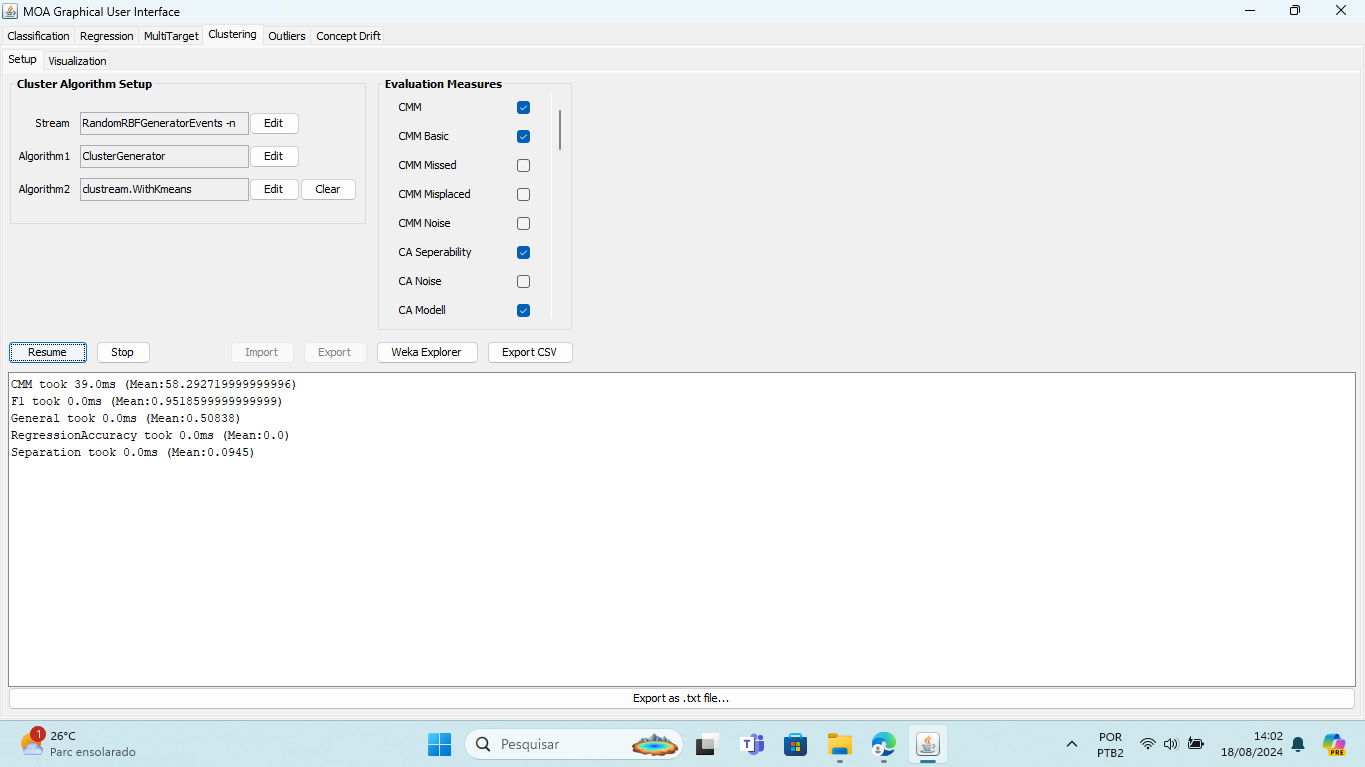 MOA Graphical User Interface
Classification Regression MultiTarget Clustering Outliers Concept Drift
Setup Visualization
Cluster Algorithm Setup
Stream RandomRBFGeneratorEvents -n Edit
Algorithm1 ClusterGenerator Edit
Algorithm2 clustream.WithKmeans Edit Clear
Evaluation Measures
CMM
CMM Basic
CMM Missed
CMM Misplaced
CMM Noise
CA Seperability
CA Noise
CA Modell
Resume Stop Import Export Weka Explorer Export CSV
CMM took 39.0ms (Mean:58.292719999999996)
F1 took 0.0ms (Mean:0.9518599999999999)
General took 0.0ms (Mean:0.50838)
RegressionAccuracy took 0.0ms (Mean:0.0)
Separation took 0.0ms (Mean:0.0945)
Export as .txt file...
1
26°C
Parc ensolarado
Pesquisar
POR
PTB2
14:02
18/08/2024
PRE